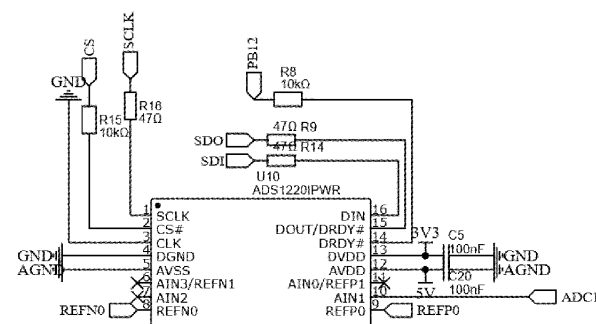 SCLK
CS
PB12
GND
R8
10kΩ
R15
10kΩ
R16
47Ω
47Ω R9
SDO
47Ω R14
SDI
U10
ADS1220IPWR
1 SCLK
DIN 16
2 CS#
DOUT/DRDY# 15
3 CLK
DRDY# 14
3V3
C5
100nF
GND
4 DGND
DVDD 13
GND
AGND
5 AVSS
AVDD 12
AGND
6 AIN3/REFN1
AIN0/REFP1 11
5V
C20
100nF
7 AIN2
AIN1 10
REFN0
8 REFN0
REFP0 9
REFP0